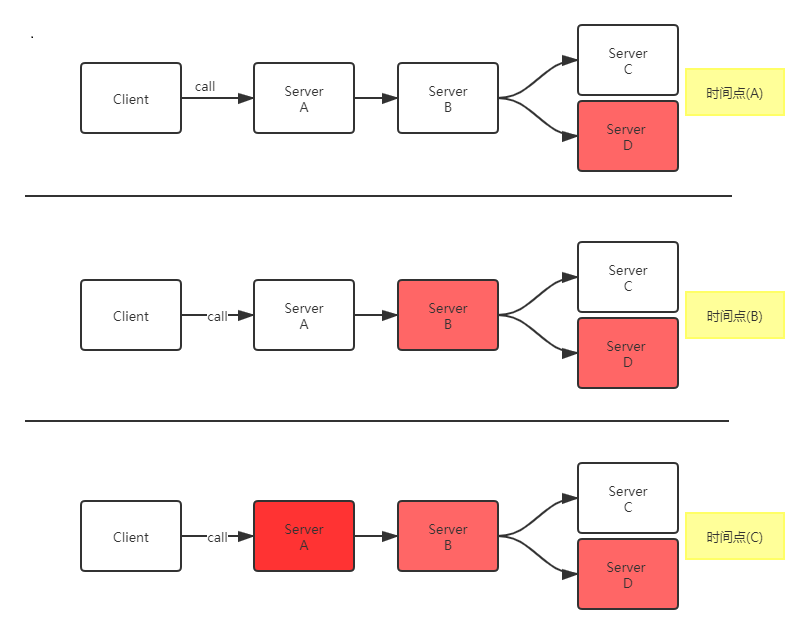 .
Client
call
Server
A
Server
B
Server
C
Server
D
时间点(A)
Client
call
Server
A
Server
B
Server
C
Server
D
时间点(B)
Client
call
Server
A
Server
B
Server
C
Server
D
时间点(C)